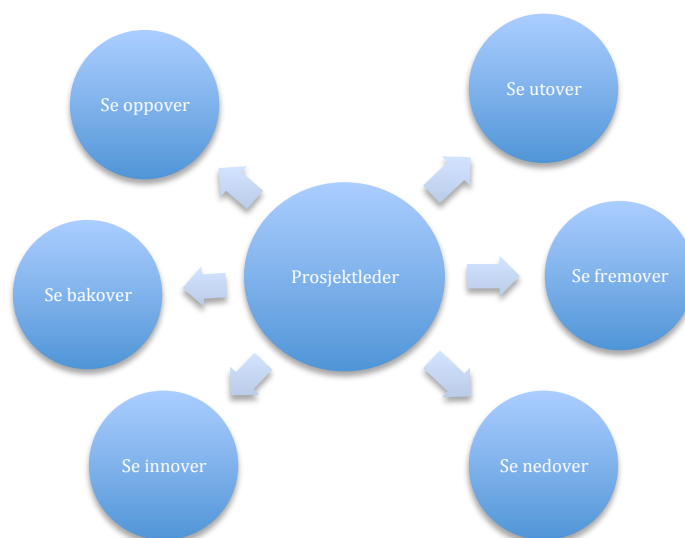 Se oppover
Se utover
Se bakover
Prosjektleder
Se fremover
Se innover
Se nedover